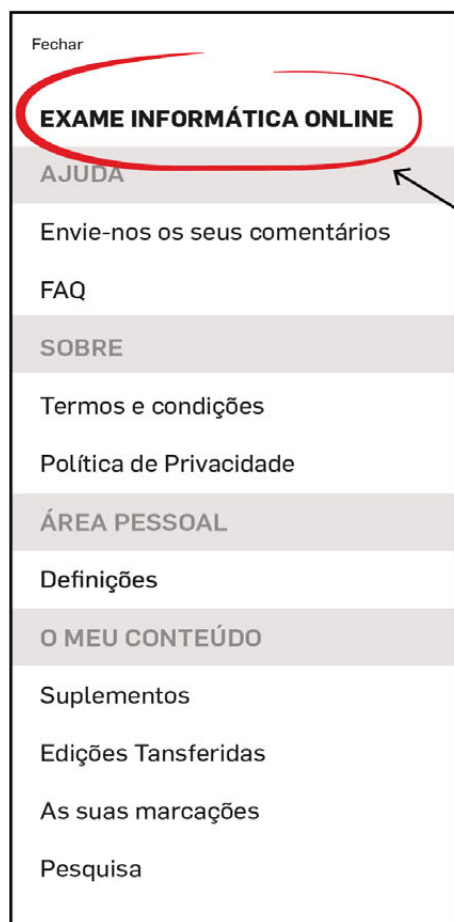 Fechar
EXAME INFORMÁTICA ONLINE
AJUDA
Envie-nos os seus comentários
FAQ
SOBRE
Termos e condições
Política de Privacidade
ÁREA PESSOAL
Definições
O MEU CONTEÚDO
Suplementos
Edições Tansferidas
As suas marcações
Pesquisa